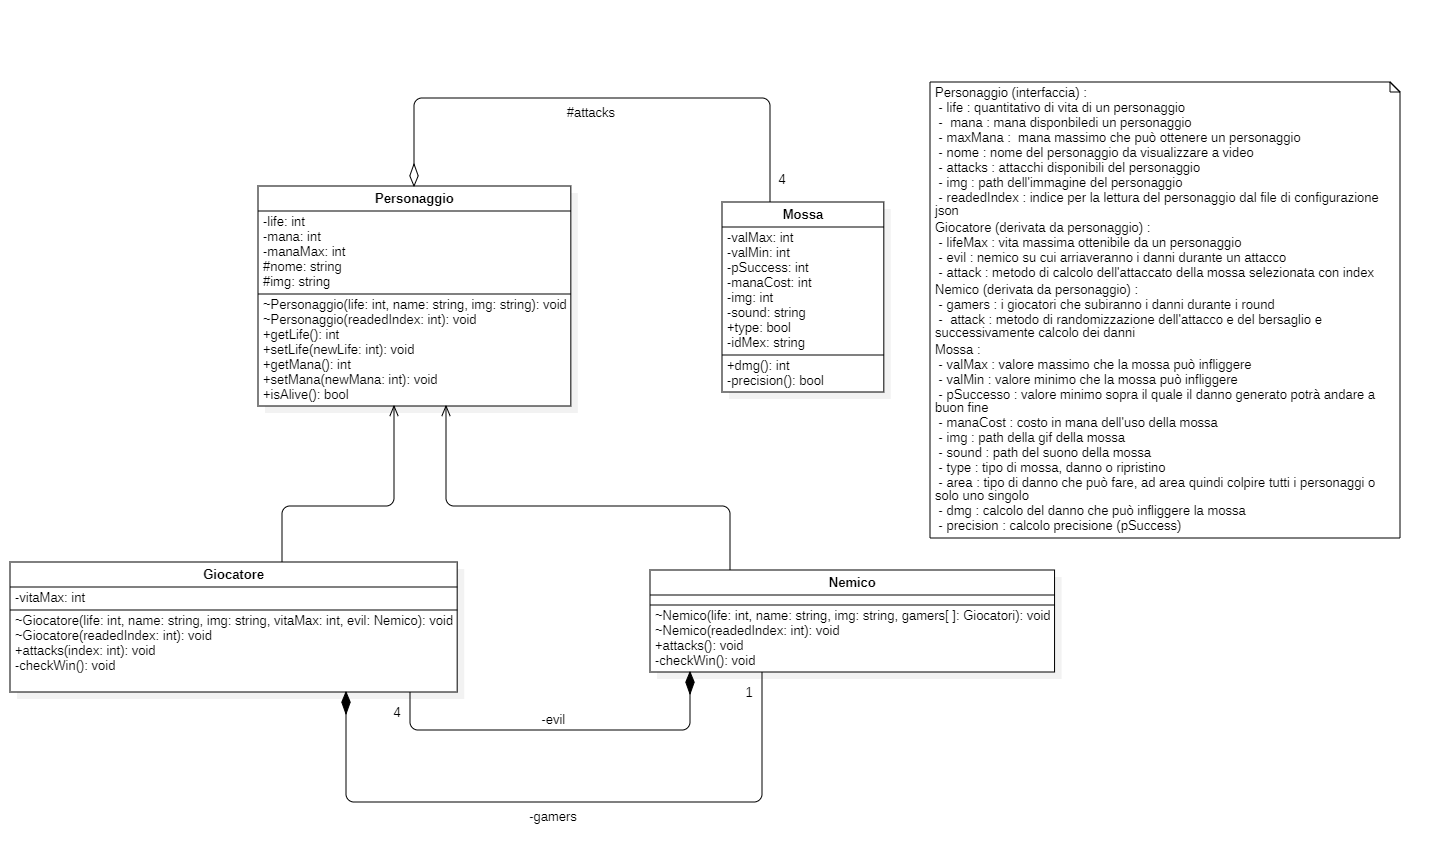 #attacks
4
Personaggio
-life: int
-mana: int
-manaMax: int
#nome: string
#img: string
~Personaggio(life: int, name: string, img: string): void
~Personaggio(readedIndex: int): void
+getLife(): int
+setLife(newLife: int): void
+getMana(): int
+setMana(newMana: int): void
+isAlive(): bool
Mossa
-valMax: int
-valMin: int
-pSuccess: int
-manaCost: int
-img: int
-sound: string
+type: bool
-idMex: string
+dmg(): int
-precision(): bool
Personaggio (interfaccia) :
- life : quantitativo di vita di un personaggio
-  mana : mana disponbiledi un personaggio
- maxMana :  mana massimo che può ottenere un personaggio
- nome : nome del personaggio da visualizzare a video
- attacks : attacchi disponibili del personaggio
- img : path dell'immagine del personaggio
- readedIndex : indice per la lettura del personaggio dal file di configurazione
json
Giocatore (derivata da personaggio) :
- lifeMax : vita massima ottenibile da un personaggio
- evil : nemico su cui arriaveranno i danni durante un attacco
- attack : metodo di calcolo dell'attaccato della mossa selezionata con index
Nemico (derivata da personaggio) :
- gamers : i giocatori che subiranno i danni durante i round
-  attack : metodo di randomizzazione dell'attacco e del bersaglio e
successivamente calcolo dei danni
Mossa :
- valMax : valore massimo che la mossa può infliggere
- valMin : valore minimo che la mossa può infliggere
- pSuccesso : valore minimo sopra il quale il danno generato potrà andare a
buon fine
- manaCost : costo in mana dell'uso della mossa
- img : path della gif della mossa
- sound : path del suono della mossa
- type : tipo di mossa, danno o ripristino
- area : tipo di danno che può fare, ad area quindi colpire tutti i personaggi o
solo uno singolo
- dmg : calcolo del danno che può infliggere la mossa
- precision : calcolo precisione (pSuccess)
Giocatore
-vitaMax: int
~Giocatore(life: int, name: string, img: string, vitaMax: int, evil: Nemico): void
~Giocatore(readedIndex: int): void
+attacks(index: int): void
-checkWin(): void
Nemico
~Nemico(life: int, name: string, img: string, gamers[ ]: Giocatori): void
~Nemico(readedIndex: int): void
+attacks(): void
-checkWin(): void
4
1
-evil
-gamers